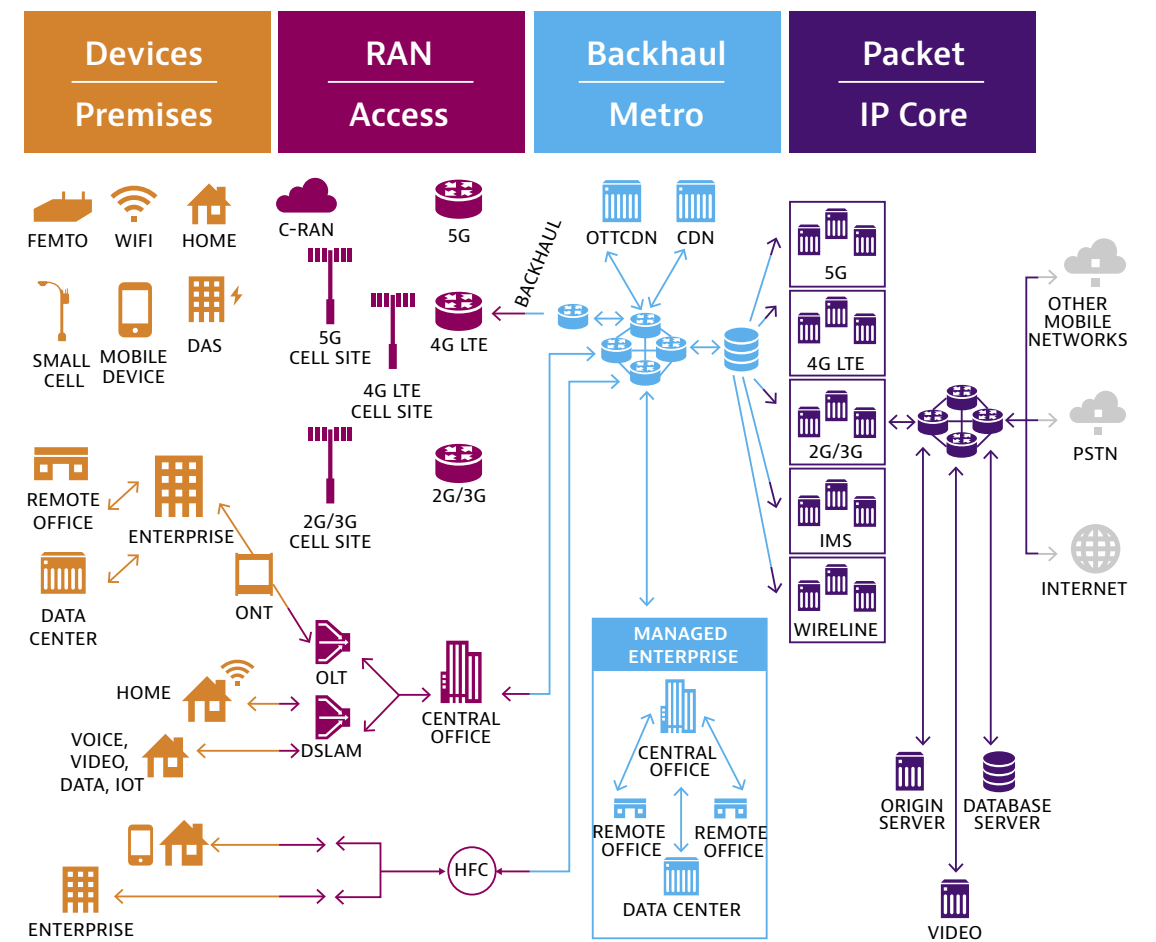 Devices
Premises
RAN
Access
Backhaul
Metro
Packet
IP Core
FEMTO
WIFI
HOME
SMALL
CELL
MOBILE
DEVICE
DAS
REMOTE
OFFICE
ENTERPRISE
DATA
CENTER
ONT
HOME
VOICE,
VIDEO,
DATA, IOT
ENTERPRISE
C-RAN
5G
5G
CELL SITE
4G LTE
4G LTE
CELL SITE
2G/3G
2G/3G
CELL SITE
OLT
DSLAM
CENTRAL
OFFICE
HFC
BACKHAUL
OTTCDN
CDN
MANAGED
ENTERPRISE
CENTRAL
OFFICE
REMOTE
OFFICE
REMOTE
OFFICE
DATA CENTER
5G
4G LTE
2G/3G
IMS
WIRELINE
ORIGIN
SERVER
DATABASE
SERVER
VIDEO
OTHER
MOBILE
NETWORKS
PSTN
INTERNET